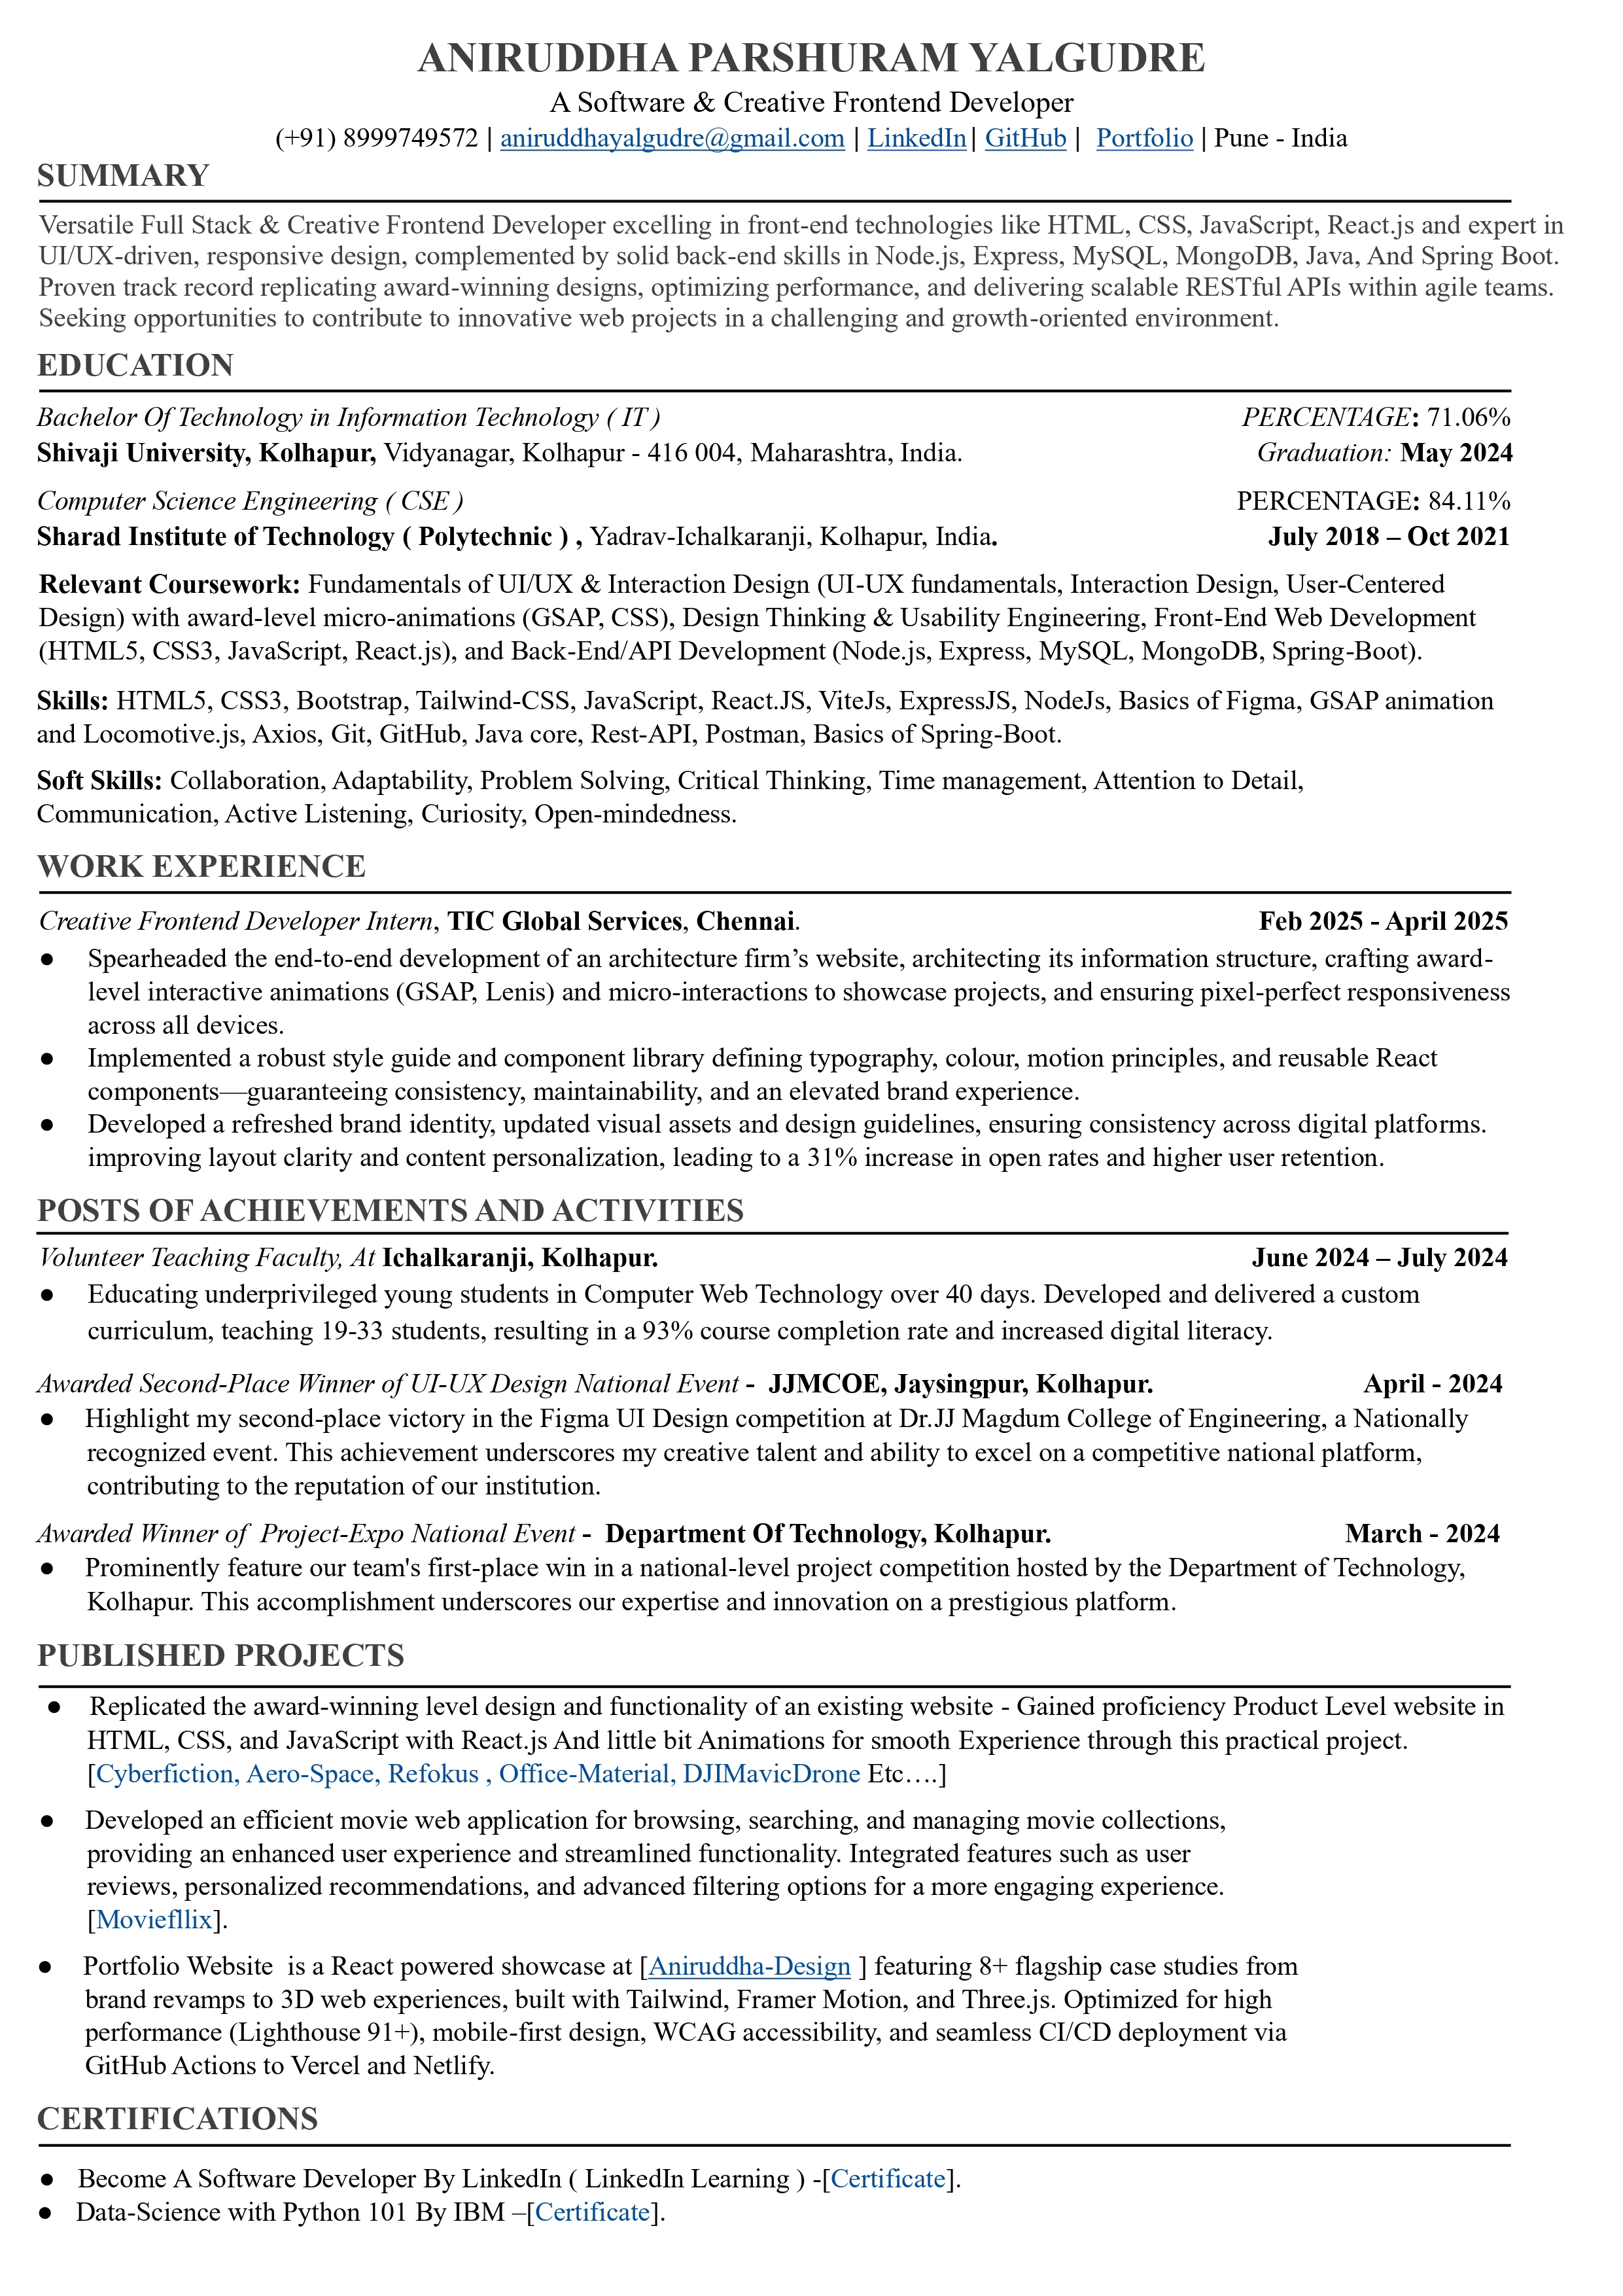 ANIRUDDHA PARSHURAM YALGUDRE
A Software & Creative Frontend Developer
(+91) 8999749572 | aniruddhayalgudre@gmail.com | LinkedIn | GitHub | Portfolio | Pune - India
SUMMARY
Versatile Full Stack & Creative Frontend Developer excelling in front-end technologies like HTML, CSS, JavaScript, React.js and expert in
UI/UX-driven, responsive design, complemented by solid back-end skills in Node.js, Express, MySQL, MongoDB, Java, And Spring Boot.
Proven track record replicating award-winning designs, optimizing performance, and delivering scalable RESTful APIs within agile teams.
Seeking opportunities to contribute to innovative web projects in a challenging and growth-oriented environment.
EDUCATION
Bachelor Of Technology in Information Technology ( IT ) PERCENTAGE: 71.06%
Shivaji University, Kolhapur, Vidyanagar, Kolhapur - 416 004, Maharashtra, India. Graduation: May 2024
Computer Science Engineering ( CSE ) PERCENTAGE: 84.11%
Sharad Institute of Technology ( Polytechnic ) , Yadrav-Ichalkaranji, Kolhapur, India. July 2018 – Oct 2021
Relevant Coursework: Fundamentals of UI/UX & Interaction Design (UI-UX fundamentals, Interaction Design, User-Centered
Design) with award-level micro-animations (GSAP, CSS), Design Thinking & Usability Engineering, Front-End Web Development
(HTML5, CSS3, JavaScript, React.js), and Back-End/API Development (Node.js, Express, MySQL, MongoDB, Spring-Boot).
Skills: HTML5, CSS3, Bootstrap, Tailwind-CSS, JavaScript, React.JS, ViteJs, ExpressJS, NodeJs, Basics of Figma, GSAP animation
and Locomotive.js, Axios, Git, GitHub, Java core, Rest-API, Postman, Basics of Spring-Boot.
Soft Skills: Collaboration, Adaptability, Problem Solving, Critical Thinking, Time management, Attention to Detail,
Communication, Active Listening, Curiosity, Open-mindedness.
WORK EXPERIENCE
Creative Frontend Developer Intern, TIC Global Services, Chennai. Feb 2025 - April 2025
● Spearheaded the end-to-end development of an architecture firm’s website, architecting its information structure, crafting award-
level interactive animations (GSAP, Lenis) and micro-interactions to showcase projects, and ensuring pixel-perfect responsiveness
across all devices.
● Implemented a robust style guide and component library defining typography, colour, motion principles, and reusable React
components—guaranteeing consistency, maintainability, and an elevated brand experience.
● Developed a refreshed brand identity, updated visual assets and design guidelines, ensuring consistency across digital platforms.
improving layout clarity and content personalization, leading to a 31% increase in open rates and higher user retention.
POSTS OF ACHIEVEMENTS AND ACTIVITIES
Volunteer Teaching Faculty, At Ichalkaranji, Kolhapur. June 2024 – July 2024
● Educating underprivileged young students in Computer Web Technology over 40 days. Developed and delivered a custom
curriculum, teaching 19-33 students, resulting in a 93% course completion rate and increased digital literacy.
Awarded Second-Place Winner of UI-UX Design National Event - JJMCOE, Jaysingpur, Kolhapur. April - 2024
● Highlight my second-place victory in the Figma UI Design competition at Dr.JJ Magdum College of Engineering, a Nationally
recognized event. This achievement underscores my creative talent and ability to excel on a competitive national platform,
contributing to the reputation of our institution.
Awarded Winner of Project-Expo National Event - Department Of Technology, Kolhapur. March - 2024
● Prominently feature our team's first-place win in a national-level project competition hosted by the Department of Technology,
Kolhapur. This accomplishment underscores our expertise and innovation on a prestigious platform.
PUBLISHED PROJECTS
● Replicated the award-winning level design and functionality of an existing website - Gained proficiency Product Level website in
HTML, CSS, and JavaScript with React.js And little bit Animations for smooth Experience through this practical project.
[Cyberfiction, Aero-Space, Refokus , Office-Material, DJIMavicDrone Etc….]
● Developed an efficient movie web application for browsing, searching, and managing movie collections,
providing an enhanced user experience and streamlined functionality. Integrated features such as user
reviews, personalized recommendations, and advanced filtering options for a more engaging experience.
[Moviefllix].
● Portfolio Website is a React powered showcase at [Aniruddha-Design ] featuring 8+ flagship case studies from
brand revamps to 3D web experiences, built with Tailwind, Framer Motion, and Three.js. Optimized for high
performance (Lighthouse 91+), mobile-first design, WCAG accessibility, and seamless CI/CD deployment via
GitHub Actions to Vercel and Netlify.
CERTIFICATIONS
● Become A Software Developer By LinkedIn ( LinkedIn Learning ) -[Certificate].
● Data-Science with Python 101 By IBM –[Certificate].